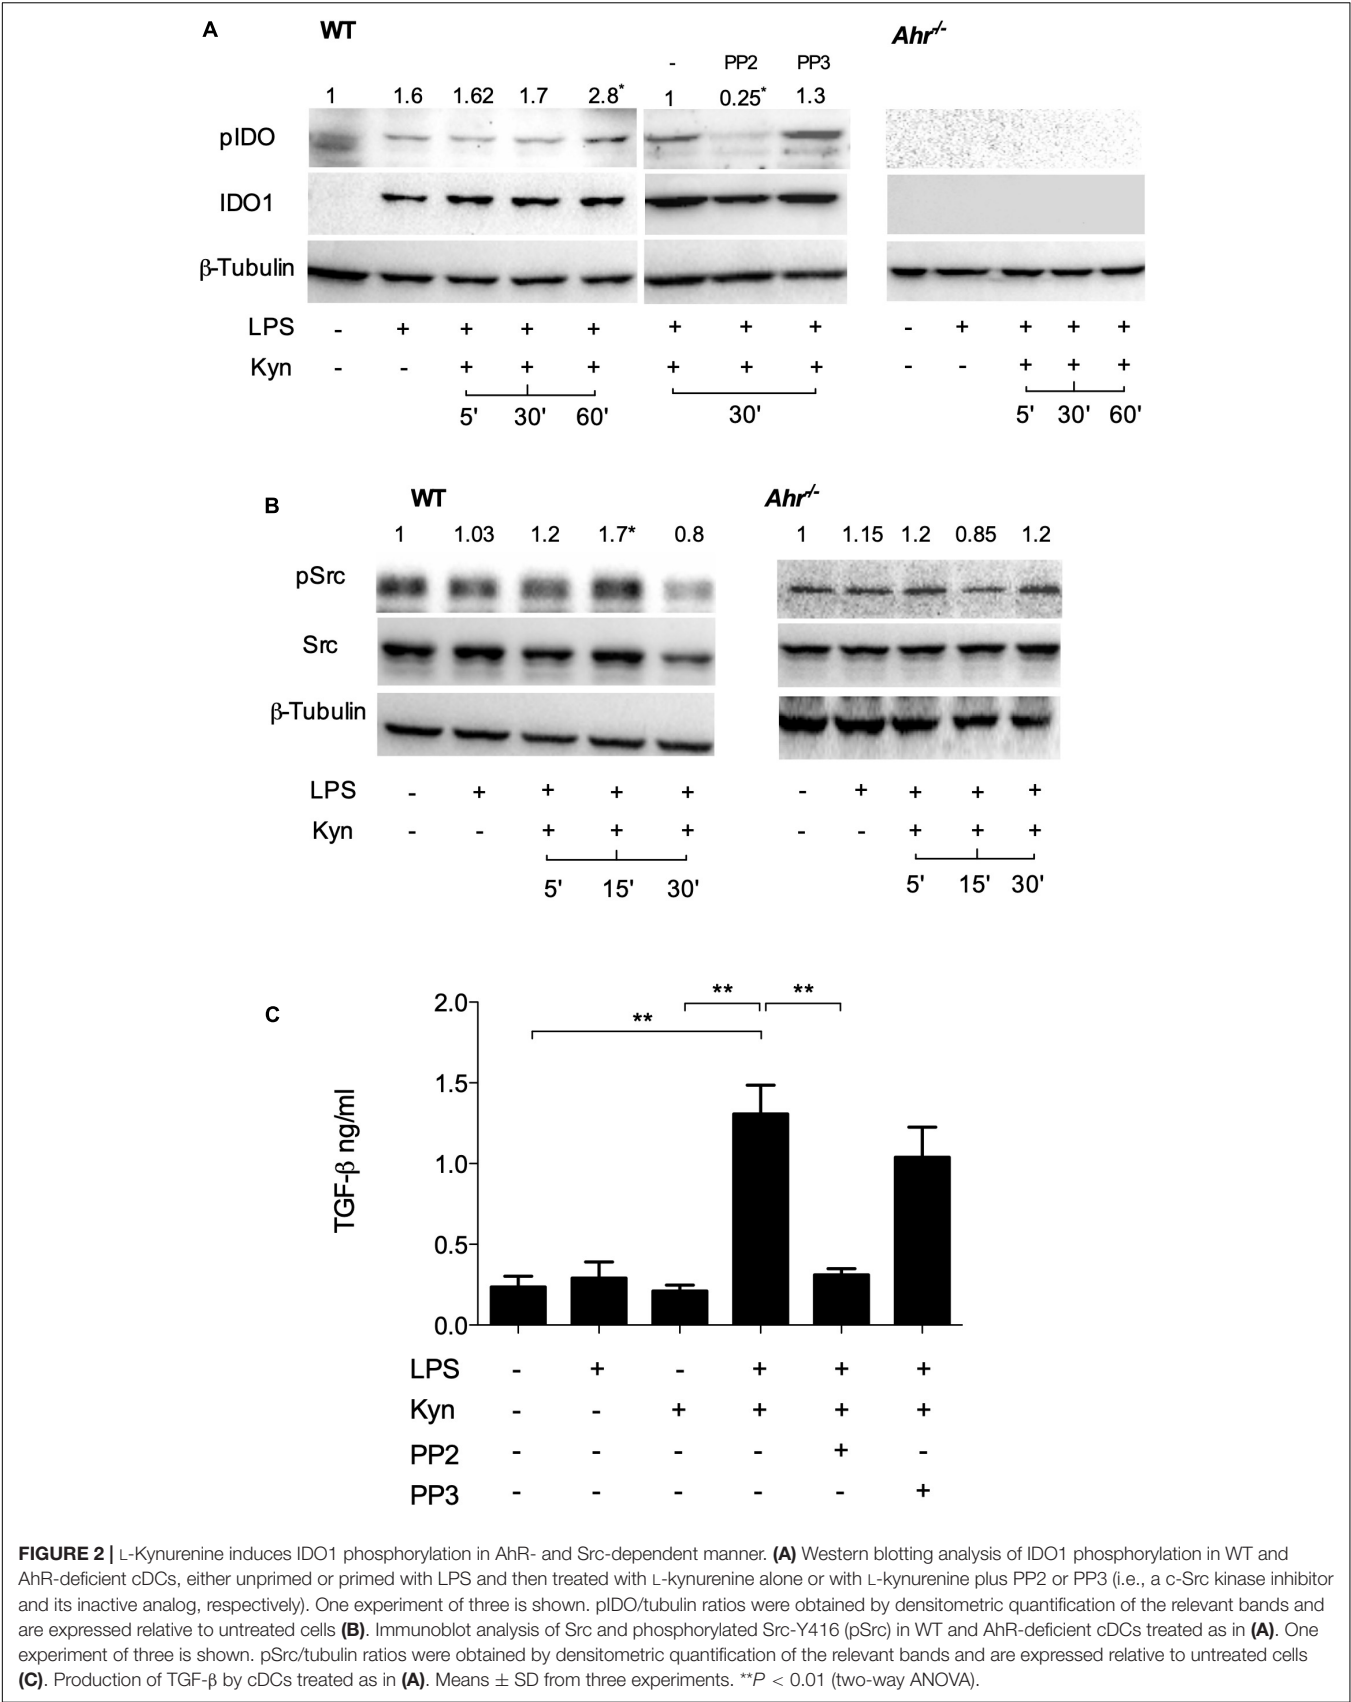 A WT Ahr-/-
- PP2 PP3
1 1.6 1.62 1.7 2.8* 1 0.25* 1.3
pIDO
IDO1
β-Tubulin
LPS - + + + + + + + - + + + +
Kyn - - + + + + + + - - + + +
5' 30' 60' 30' 5' 30' 60'
B WT Ahr-/-
1 1.03 1.2 1.7* 0.8 1 1.15 1.2 0.85 1.2
pSrc
Src
β-Tubulin
LPS - + + + + - + + + +
Kyn - - + + + - - + + +
5' 15' 30' 5' 15' 30'
C
** **
**
TGF-β ng/ml
2.0
1.5
1.0
0.5
0.0
LPS - + - + + +
Kyn - - + + + +
PP2 - - - - + -
PP3 - - - - - +
FIGURE 2 | L-Kynurenine induces IDO1 phosphorylation in AhR- and Src-dependent manner. (A) Western blotting analysis of IDO1 phosphorylation in WT and
AhR-deficient cDCs, either unprimed or primed with LPS and then treated with L-kynurenine alone or with L-kynurenine plus PP2 or PP3 (i.e., a c-Src kinase inhibitor
and its inactive analog, respectively). One experiment of three is shown. pIDO/tubulin ratios were obtained by densitometric quantification of the relevant bands and
are expressed relative to untreated cells (B). Immunoblot analysis of Src and phosphorylated Src-Y416 (pSrc) in WT and AhR-deficient cDCs treated as in (A). One
experiment of three is shown. pSrc/tubulin ratios were obtained by densitometric quantification of the relevant bands and are expressed relative to untreated cells
(C). Production of TGF-β by cDCs treated as in (A). Means ± SD from three experiments. **P < 0.01 (two-way ANOVA).